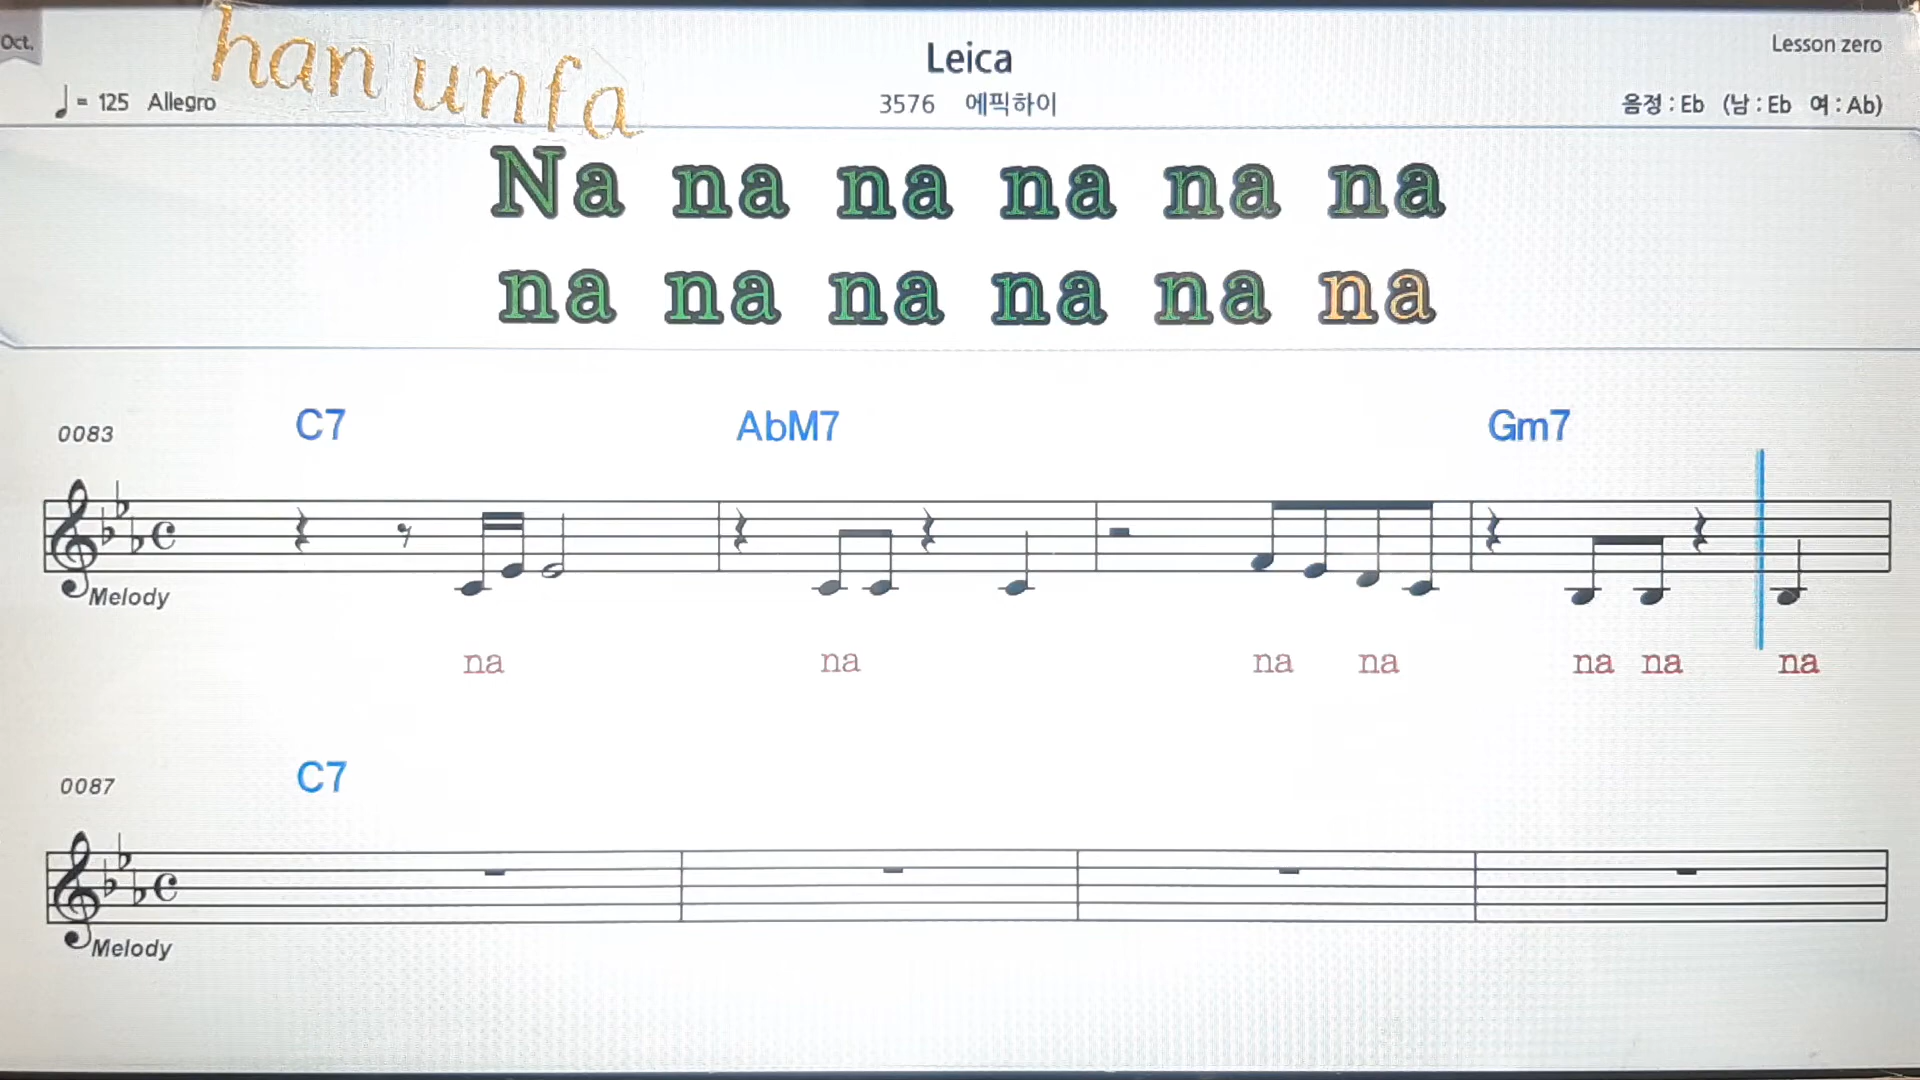 Oct.
han unfa
Leica
Lesson zero
= 125 Allegro
3576 에픽하이
음정 : Eb (남 : Eb 여 : Ab)
Na na na na na na
na na na na na na
0083 C7 AbM7 Gm7
Melody
na na na na na na na
0087 C7
Melody